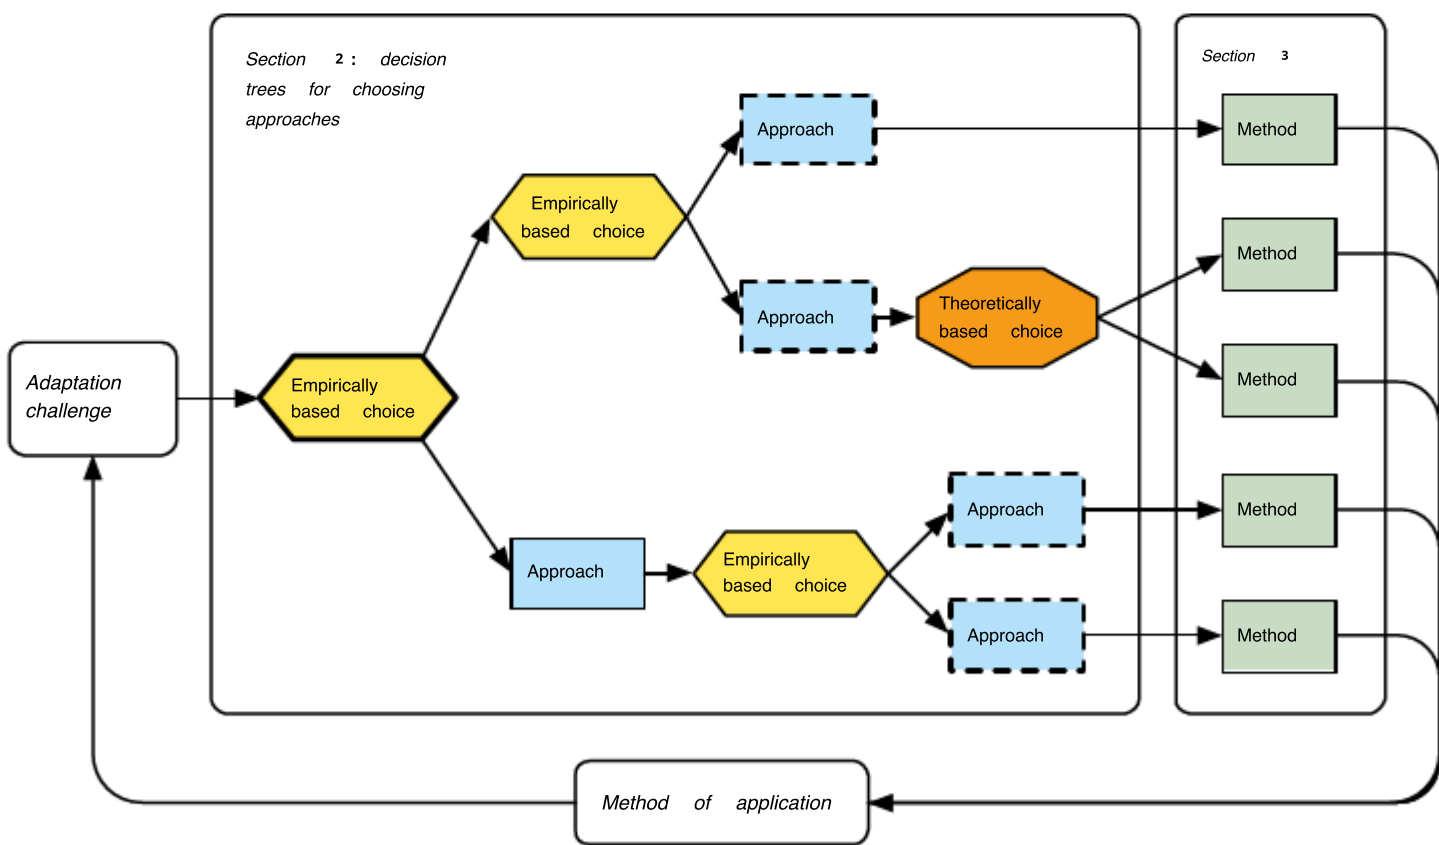 Section 2 : decision
trees for choosing
approaches
Section 3
Approach
Method
Empirically
based choice
Method
Approach
Theoretically
based choice
Method
Adaptation
challenge
Empirically
based choice
Approach
Method
Approach
Empirically
based choice
Approach
Method
Method of application